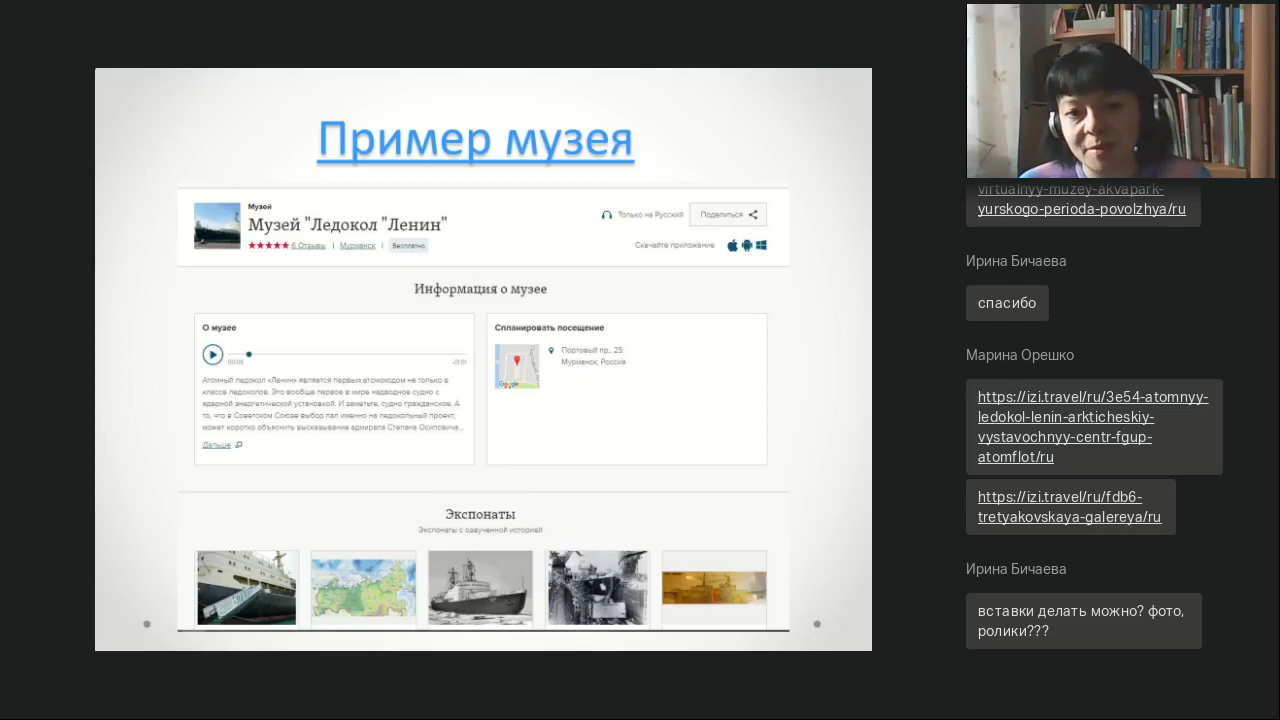 Пример музея
Музей
Музей "Ледокол "Ленин"
6 Отзывы | Мурманск | Бесплатно
Только на Русский
Поделиться
Скачайте приложение
Информация о музее
О музее
00:05
Атомный ледокол «Ленин» является первым атомоходом не только в
классе ледоколов. Это вообще первое в мире надводное судно с
ядерной энергетической установкой. И заметьте, судно гражданское. А
то, что в Советском Союзе выбор пал именно на ледокольный проект,
может коротко объяснить высказывание адмирала Степана Осиповича...
Дальше
Спланировать посещение
Портовый пр., 25
Мурманск, Россия
Google
Экспонаты
Экспонаты с озвученной историей
virtualnyy-muzey-akvapark-
yurskogo-perioda-povolzhya/ru
Ирина Бичаева
спасибо
Марина Орешко
https://izi.travel/ru/3e54-atomnyy-
ledokol-lenin-arkticheskiy-
vystavochnyy-centr-fgup-
atomflot/ru
https://izi.travel/ru/fdb6-
tretyakovskaya-galereya/ru
Ирина Бичаева
вставки делать можно? фото,
ролики???